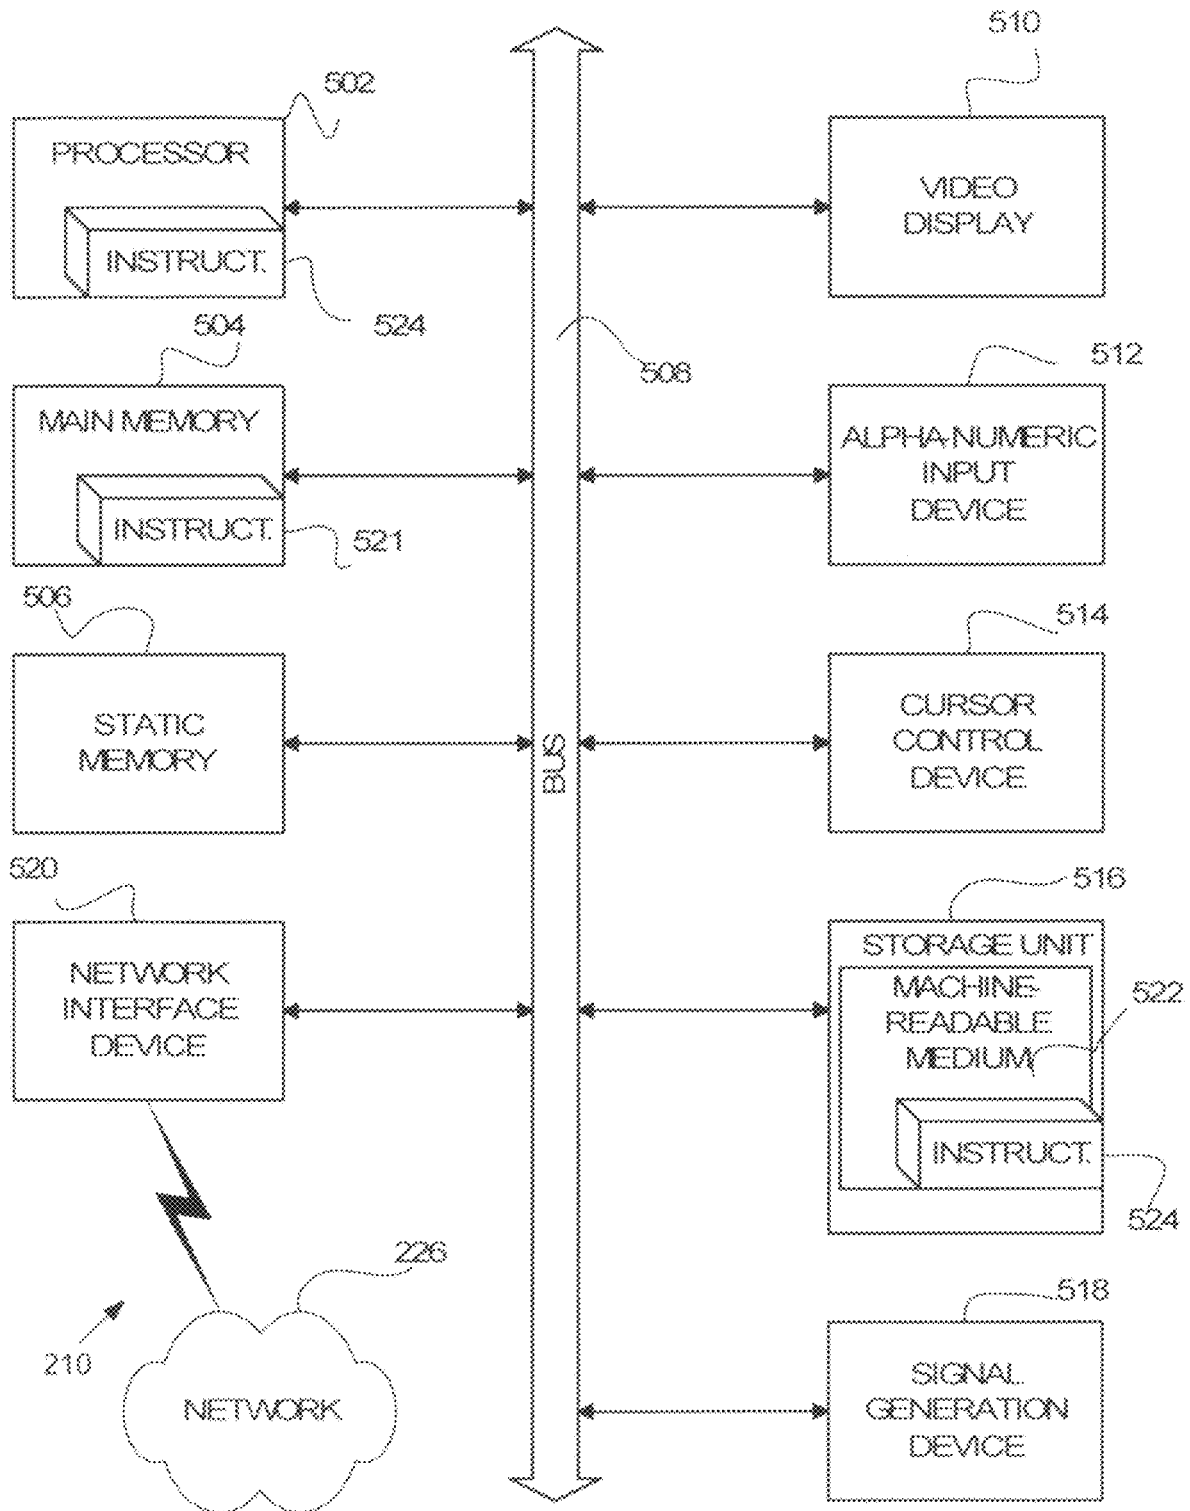 510
502
PROCESSOR
INSTRUCT.
524
VIDEO
DISPLAY
504
508
512
MAIN MEMORY
INSTRUCT.
521
ALPHA-NUMERIC
INPUT
DEVICE
506
514
STATIC
MEMORY
BUS
CURSOR
CONTROL
DEVICE
520
516
NETWORK
INTERFACE
DEVICE
STORAGE UNIT
MACHINE-
READABLE
MEDIUM
522
INSTRUCT.
524
226
210
NETWORK
518
SIGNAL
GENERATION
DEVICE